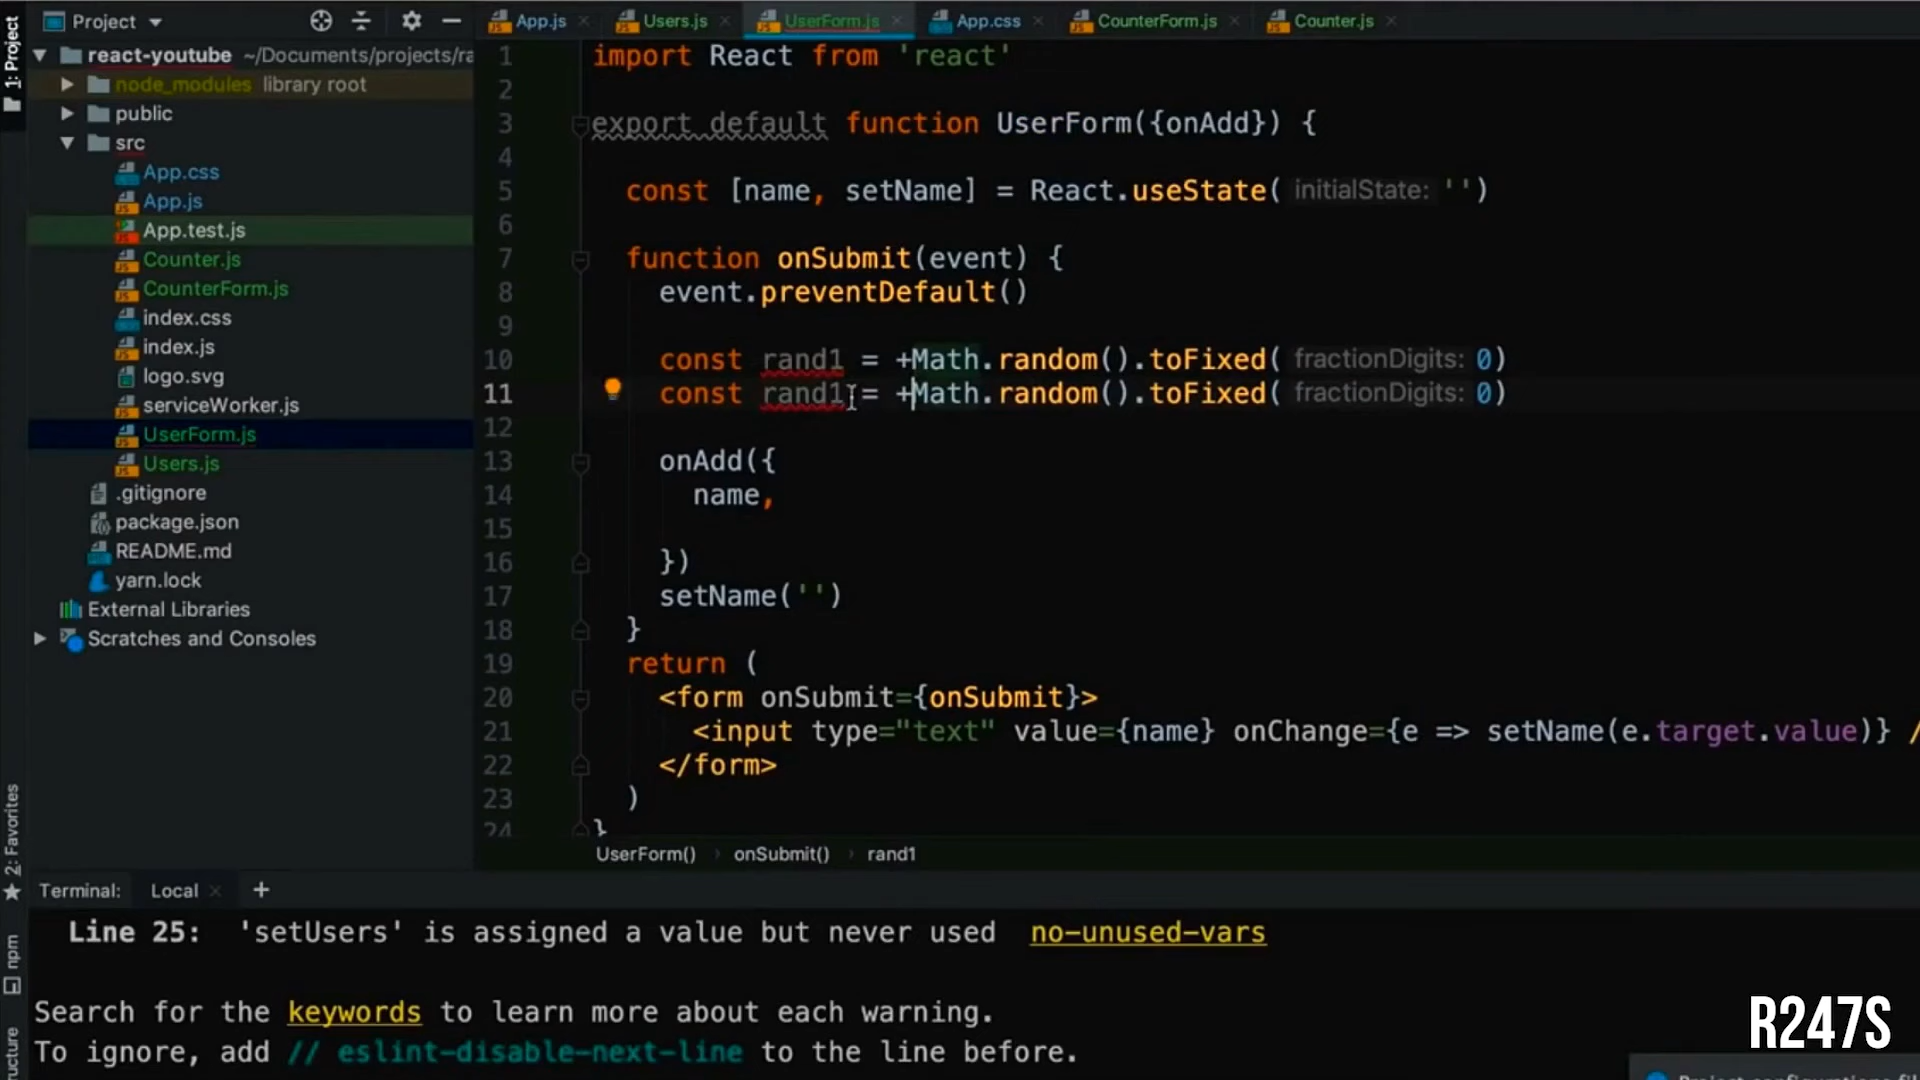 Project
App.js
Users.js
UserForm.js
App.css
CounterForm.js
Counter.js
1: Project
react-youtube ~/Documents/projects/ra
node_modules library root
public
src
App.css
App.js
App.test.js
Counter.js
CounterForm.js
index.css
index.js
logo.svg
serviceWorker.js
UserForm.js
Users.js
.gitignore
package.json
README.md
yarn.lock
External Libraries
Scratches and Consoles
1 import React from 'react'
2
3 export default function UserForm({onAdd}) {
4
5 const [name, setName] = React.useState( initialState: '')
6
7 function onSubmit(event) {
8 event.preventDefault()
9
10 const rand1 = +Math.random().toFixed( fractionDigits: 0)
11 const rand1 = +Math.random().toFixed( fractionDigits: 0)
12
13 onAdd({
14 name,
15
16 })
17 setName('')
18 }
19 return (
20 <form onSubmit={onSubmit}>
21 <input type="text" value={name} onChange={e => setName(e.target.value)} /
22 </form>
23 )
24 }
UserForm() › onSubmit() › rand1
2: Favorites
npm
ructure
Terminal: Local +
Line 25: 'setUsers' is assigned a value but never used no-unused-vars
Search for the keywords to learn more about each warning.
To ignore, add // eslint-disable-next-line to the line before.
R247S